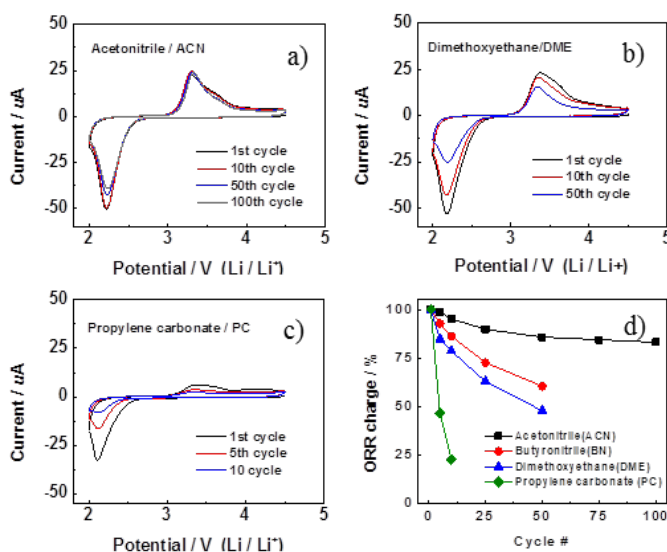 Acetonitrile / ACN
a)
Current / uA
50
25
0
-25
-50
1st cycle
10th cycle
50th cycle
100th cycle
2 3 4 5
Potential / V (Li / Li⁺)
Dimethoxyethane/DME
b)
Current / uA
50
25
0
-25
-50
1st cycle
10th cycle
50th cycle
2 3 4 5
Potential / V (Li / Li+)
Propylene carbonate / PC
c)
Current / uA
50
25
0
-25
-50
1st cycle
5th cycle
10 cycle
2 3 4 5
Potential / V (Li / Li⁺)
d)
ORR charge / %
100
75
50
25
0
Acetonitrile(ACN)
Butyronitrile(BN)
Dimethoxyethane(DME)
Propylene carbonate (PC)
0 25 50 75 100
Cycle #